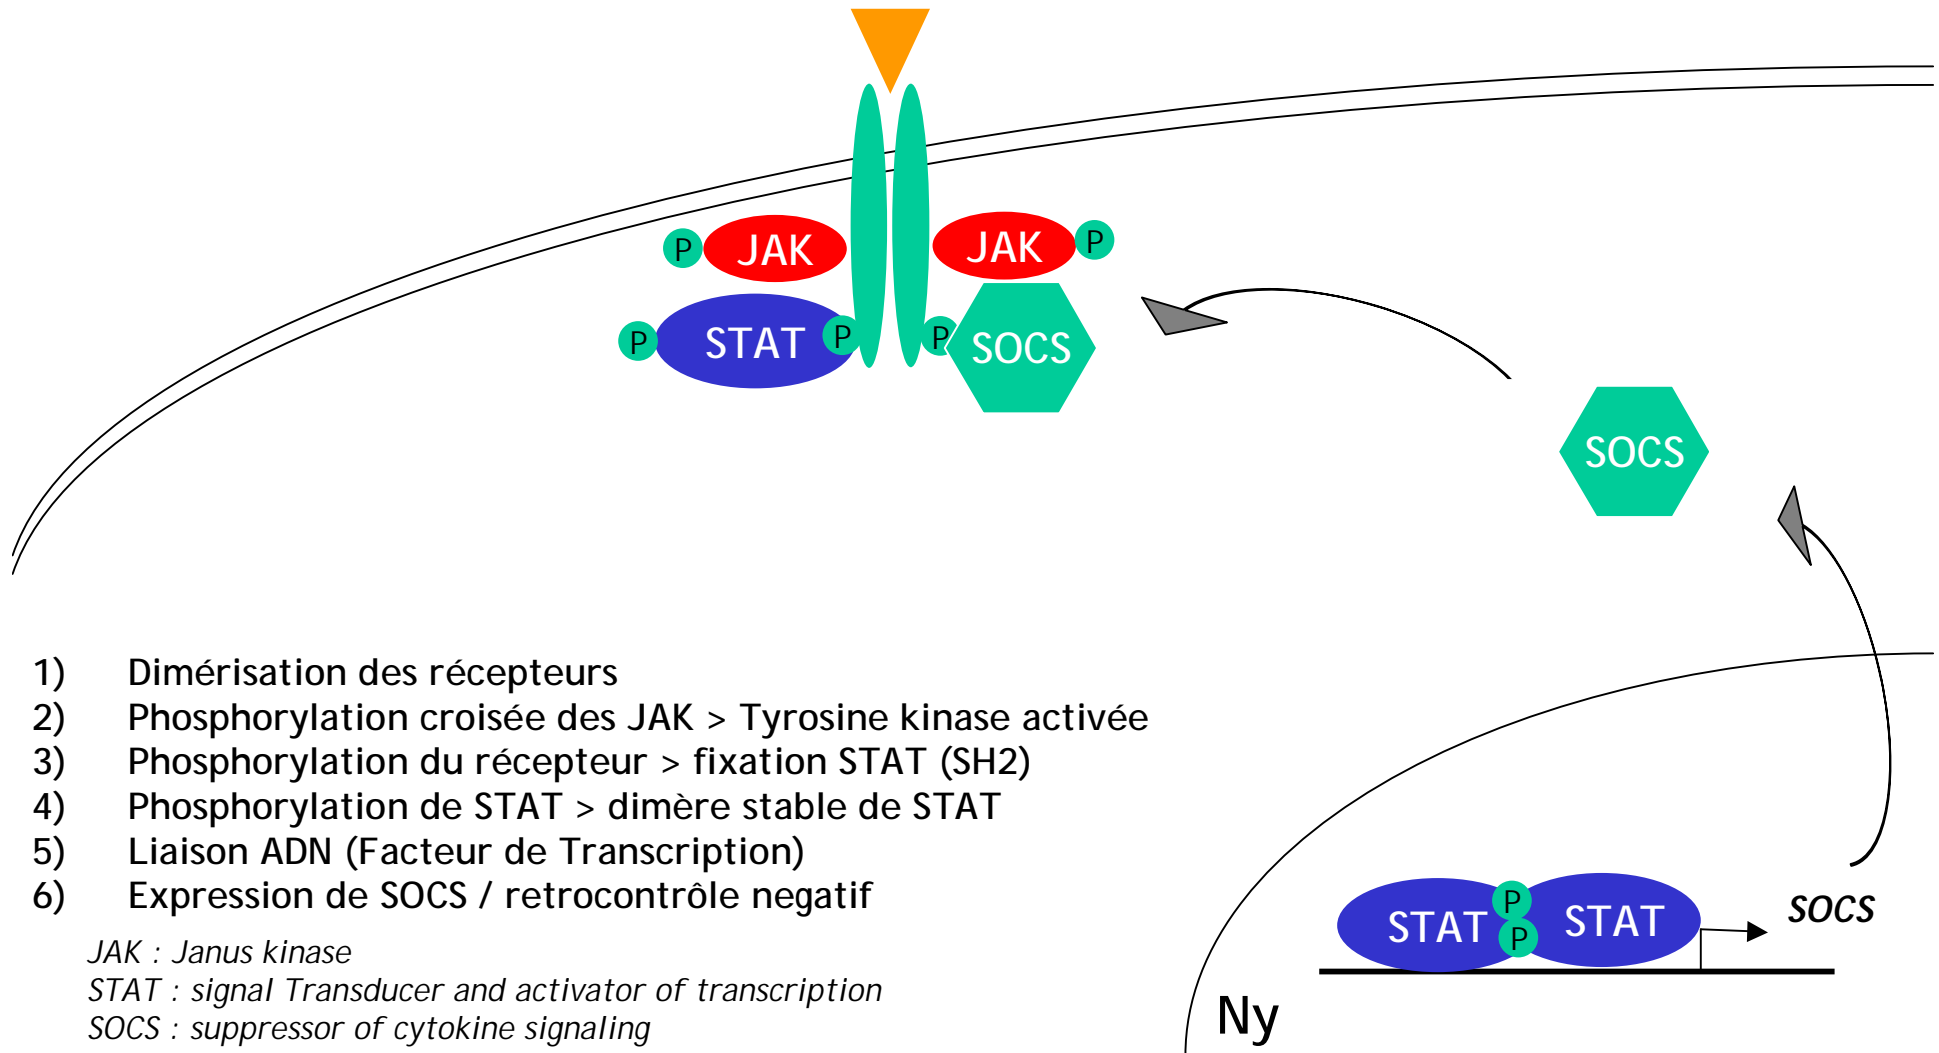 P JAK JAK P
P STAT P P SOCS
SOCS
1) Dimérisation des récepteurs
2) Phosphorylation croisée des JAK > Tyrosine kinase activée
3) Phosphorylation du récepteur > fixation STAT (SH2)
4) Phosphorylation de STAT > dimère stable de STAT
5) Liaison ADN (Facteur de Transcription)
6) Expression de SOCS / retrocontrôle negatif
JAK : Janus kinase
STAT : signal Transducer and activator of transcription
SOCS : suppressor of cytokine signaling
STAT P P STAT SOCS
Ny